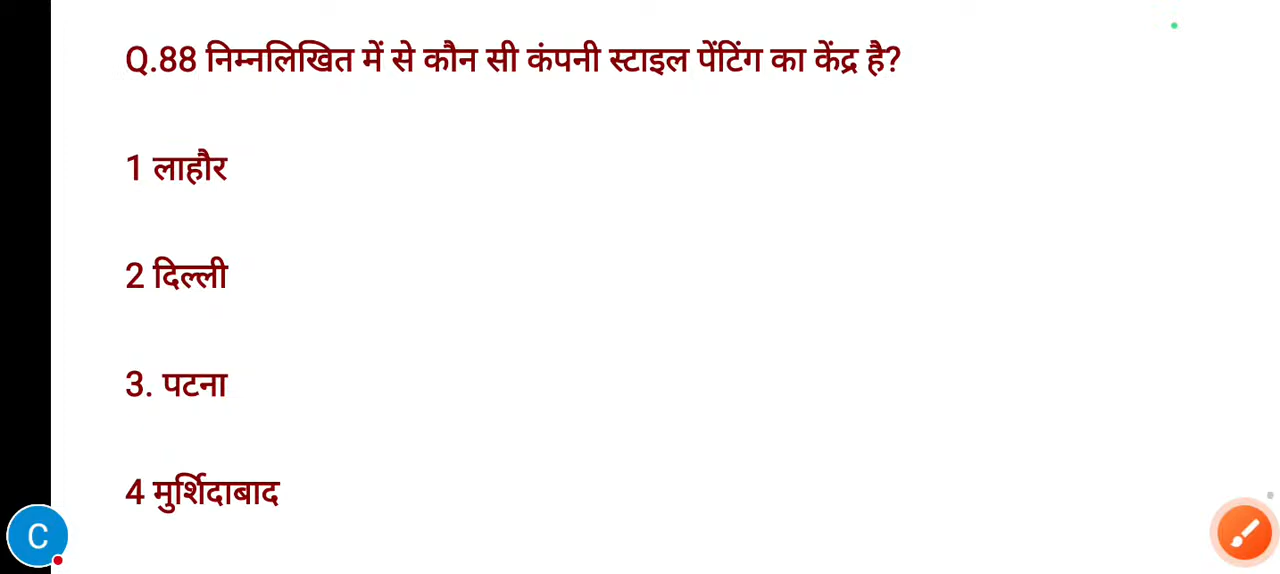 Q.88 निम्नलिखित में से कौन सी कंपनी स्टाइल पेंटिंग का केंद्र है?
1 लाहौर
2 दिल्ली
3. पटना
4 मुर्शिदाबाद
C